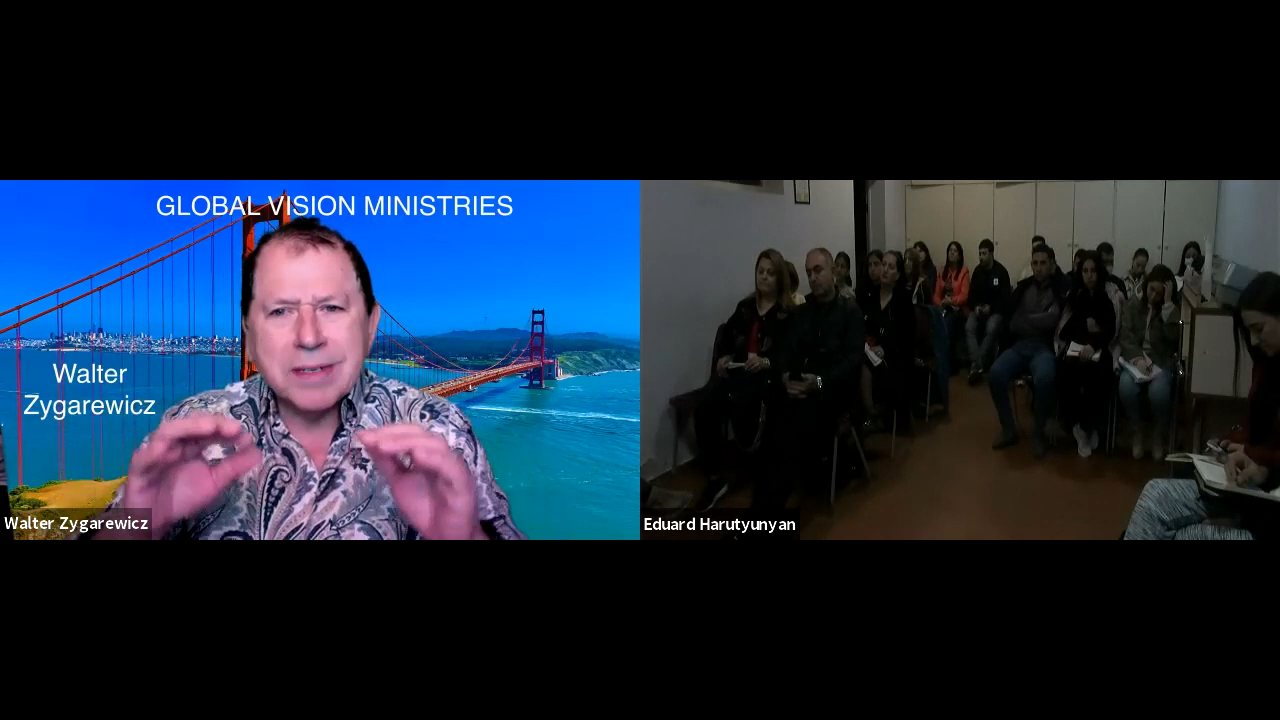 GLOBAL VISION MINISTRIES
Walter
Zygarewicz
Walter Zygarewicz
Eduard Harutyunyan